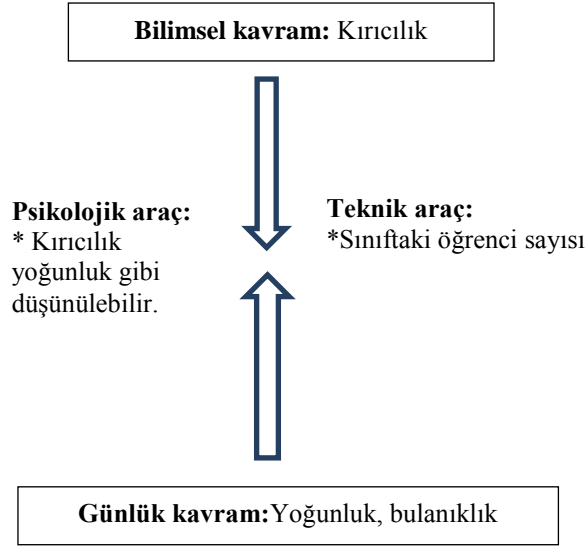 Bilimsel kavram: Kırıcılık
Psikolojik araç:
* Kırıcılık
yoğunluk gibi
düşünülebilir.
Teknik araç:
*Sınıftaki öğrenci sayısı
Günlük kavram:Yoğunluk, bulanıklık